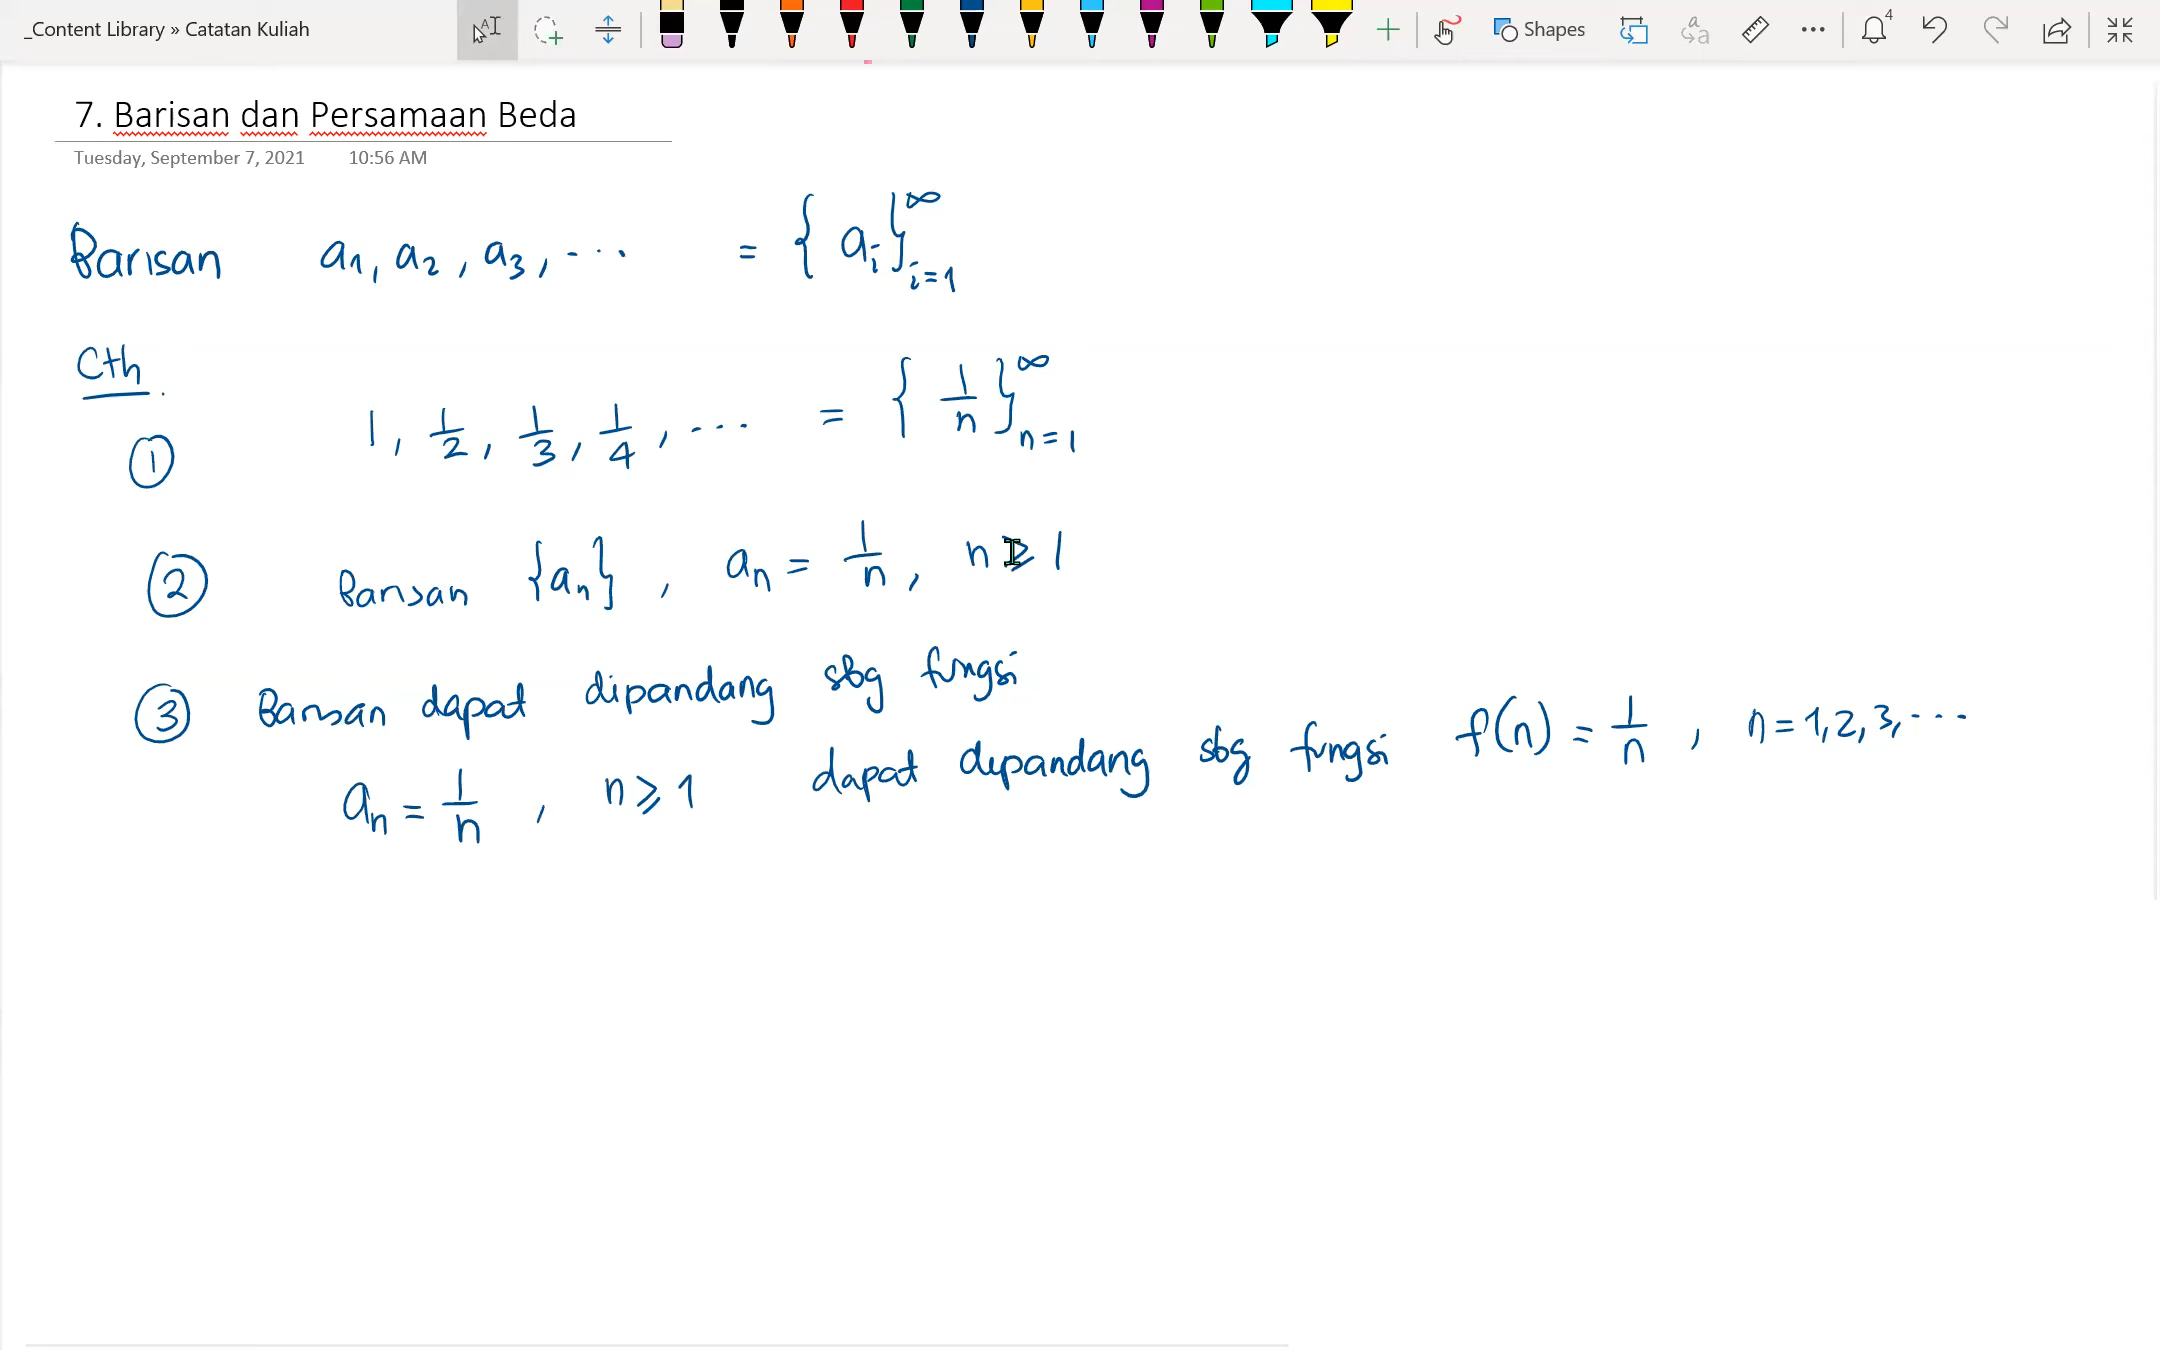 _Content Library » Catatan Kuliah Shapes 4
7. Barisan dan Persamaan Beda
Tuesday, September 7, 2021 10:56 AM
Barisan a₁, a₂, a₃, ... = {aᵢ}_{i=1}^∞
Cth.
① 1, 1/2, 1/3, 1/4, ... = {1/n}_{n=1}^∞
② Barisan {aₙ}, aₙ = 1/n, n ⩾ 1
③ Barisan dapat dipandang sbg fungsi
aₙ = 1/n, n ⩾ 1 dapat dipandang sbg fungsi f(n) = 1/n, n = 1, 2, 3, ...